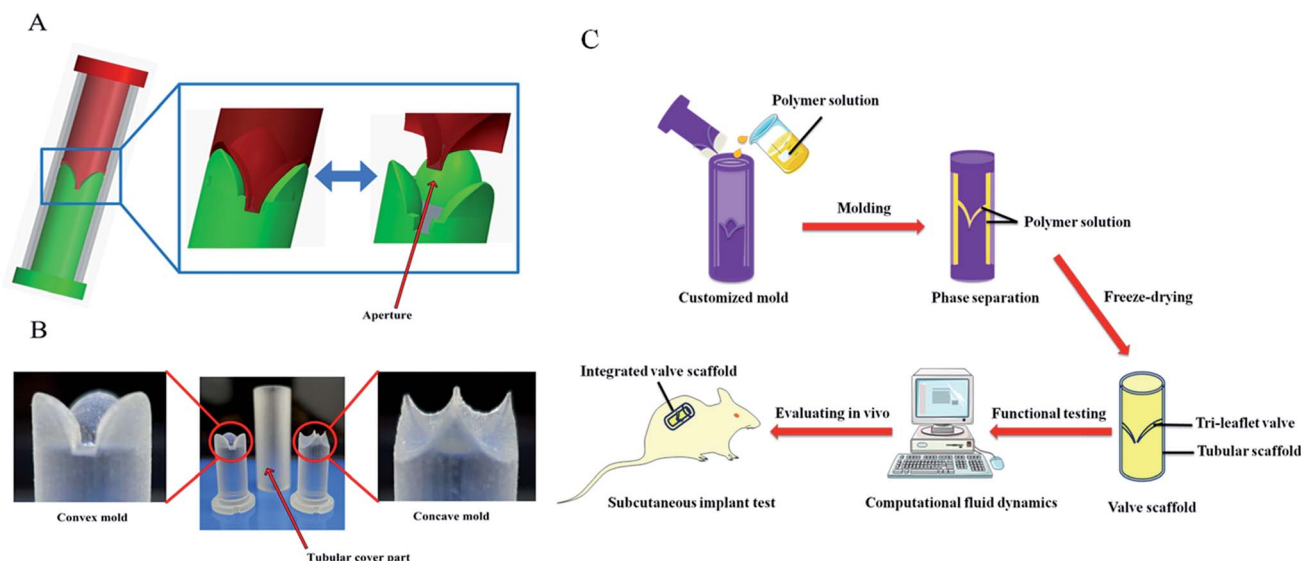 A
Aperture
B
Convex mold
Concave mold
Tubular cover part
C
Polymer solution
Molding
Polymer solution
Customized mold
Phase separation
Freeze-drying
Integrated valve scaffold
Evaluating in vivo
Functional testing
Tri-leaflet valve
Tubular scaffold
Subcutaneous implant test
Computational fluid dynamics
Valve scaffold